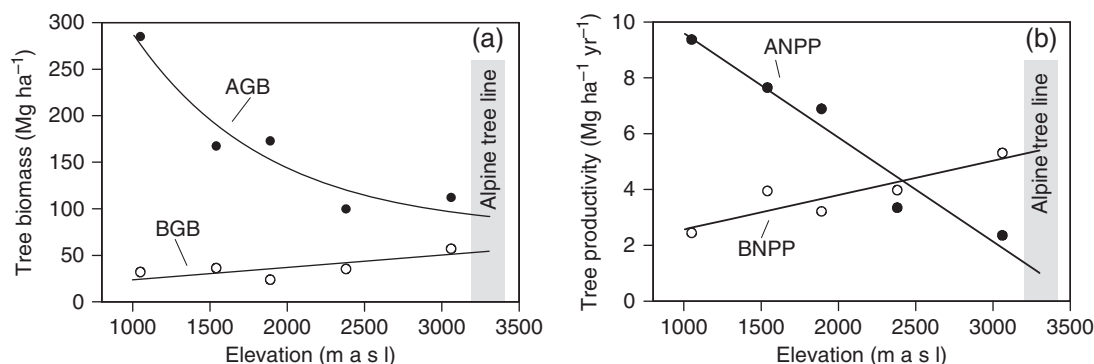 300
250
200
150
100
50
0
Tree biomass (Mg ha⁻¹)
(a)
AGB
BGB
Alpine tree line
1000 1500 2000 2500 3000 3500
Elevation (m a s l)
10
8
6
4
2
0
Tree productivity (Mg ha⁻¹ yr⁻¹)
(b)
ANPP
BNPP
Alpine tree line
1000 1500 2000 2500 3000 3500
Elevation (m a s l)